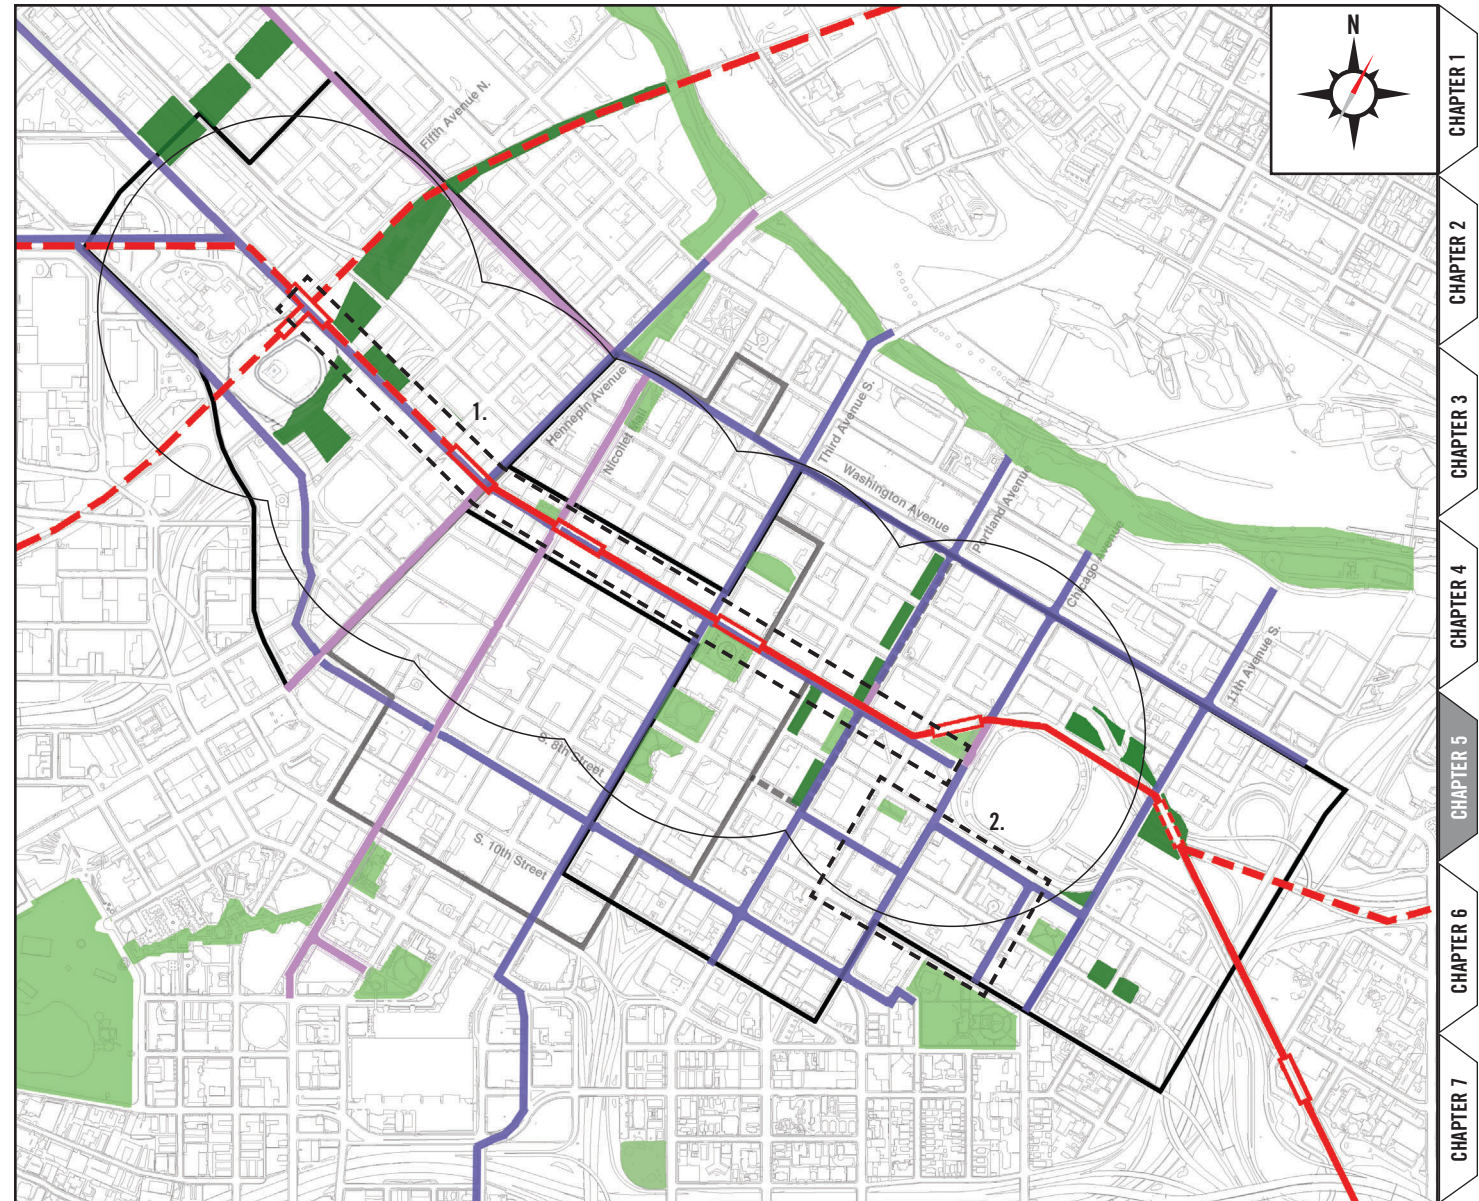 N
CHAPTER 1
CHAPTER 2
CHAPTER 3
CHAPTER 4
CHAPTER 5
CHAPTER 6
CHAPTER 7
Fifth Avenue N.
1.
Hennepin Avenue
Nicollet Mall
Third Avenue S.
Washington Avenue
Portland Avenue
Chicago Avenue
11th Avenue S.
S. 8th Street
S. 10th Street
2.